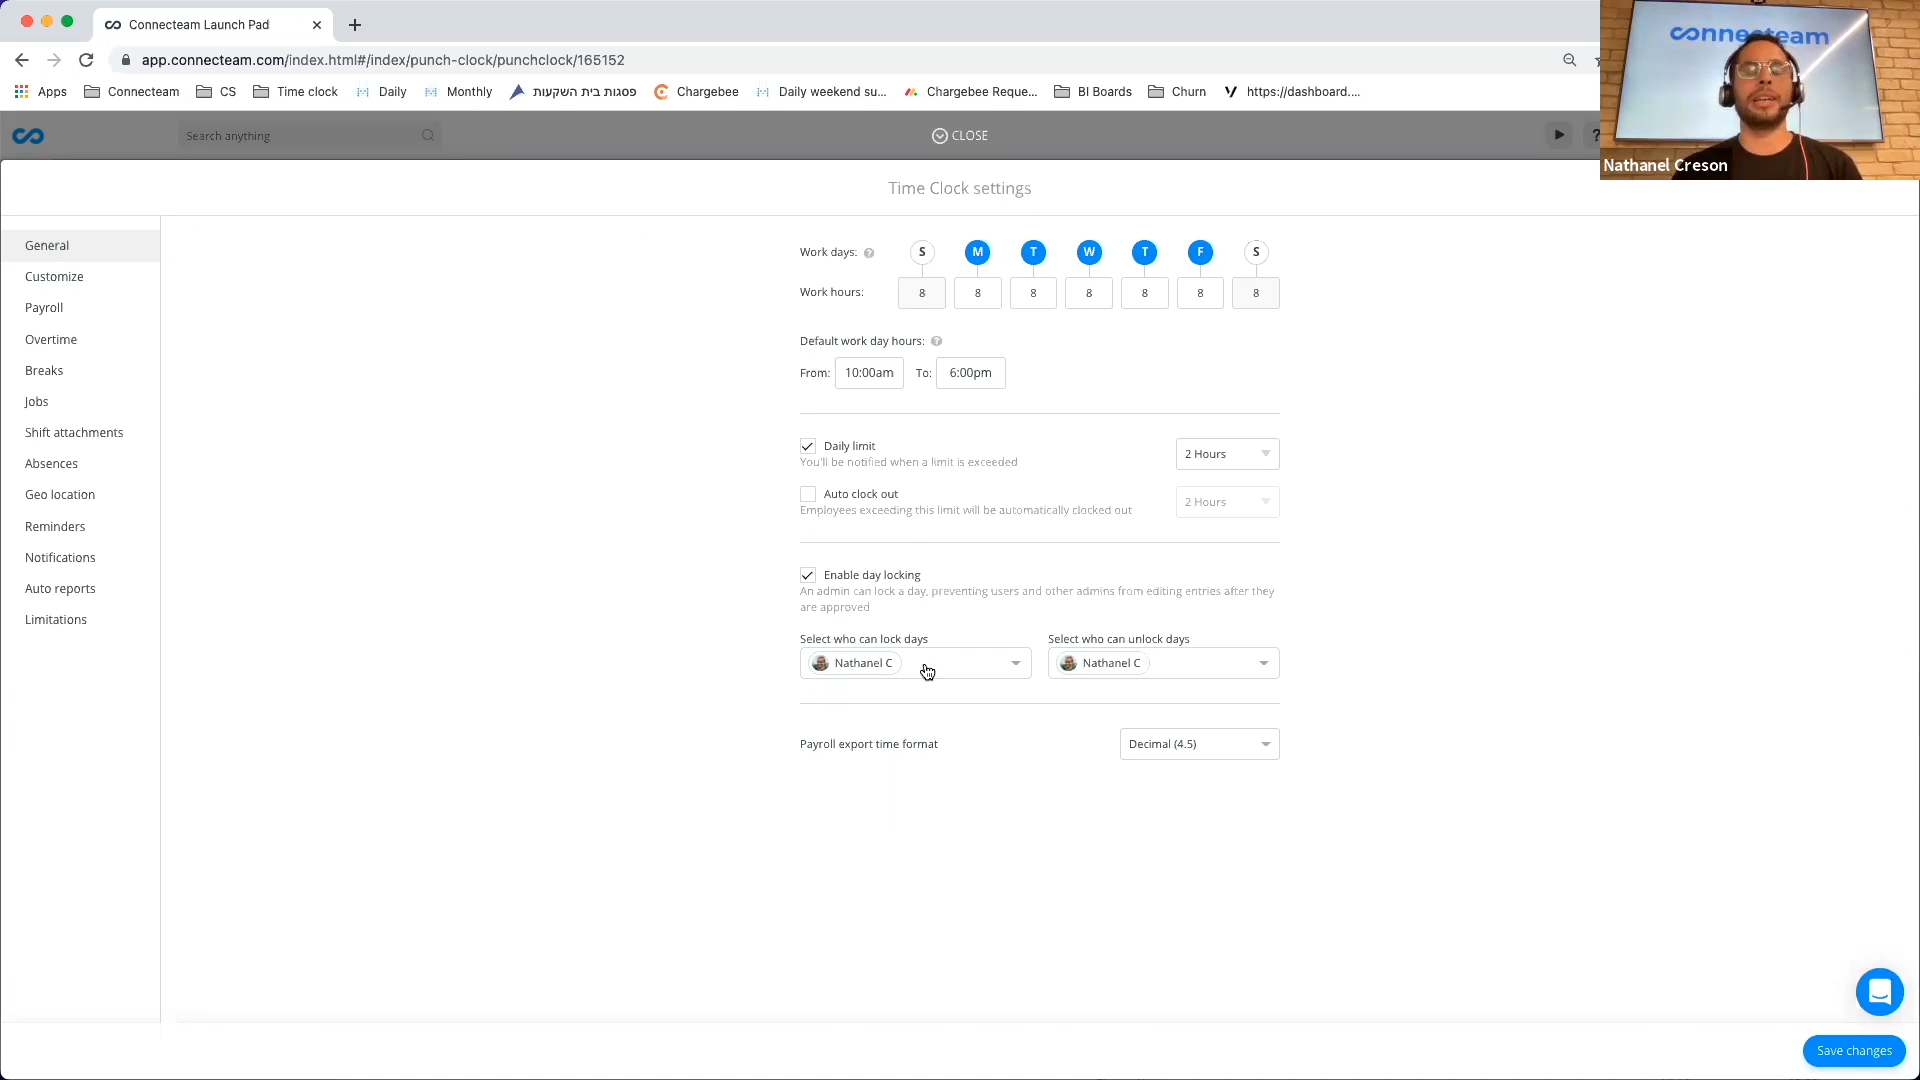 Connecteam Launch Pad
app.connecteam.com/index.html#/index/punch-clock/punchclock/165152
Apps Connecteam CS Time clock Daily Monthly פסגות בית השקעות Chargebee Daily weekend su... Chargebee Reque... BI Boards Churn https://dashboard....
connecteam
Nathanel Creson
Search anything
CLOSE
?
Time Clock settings
General
Customize
Payroll
Overtime
Breaks
Jobs
Shift attachments
Absences
Geo location
Reminders
Notifications
Auto reports
Limitations
Work days: ? S M T W T F S
Work hours: 8 8 8 8 8 8 8
Default work day hours: ?
From: 10:00am To: 6:00pm
Daily limit 2 Hours
You'll be notified when a limit is exceeded
Auto clock out 2 Hours
Employees exceeding this limit will be automatically clocked out
Enable day locking
An admin can lock a day, preventing users and other admins from editing entries after they
are approved
Select who can lock days Select who can unlock days
Nathanel C Nathanel C
Payroll export time format Decimal (4.5)
Save changes